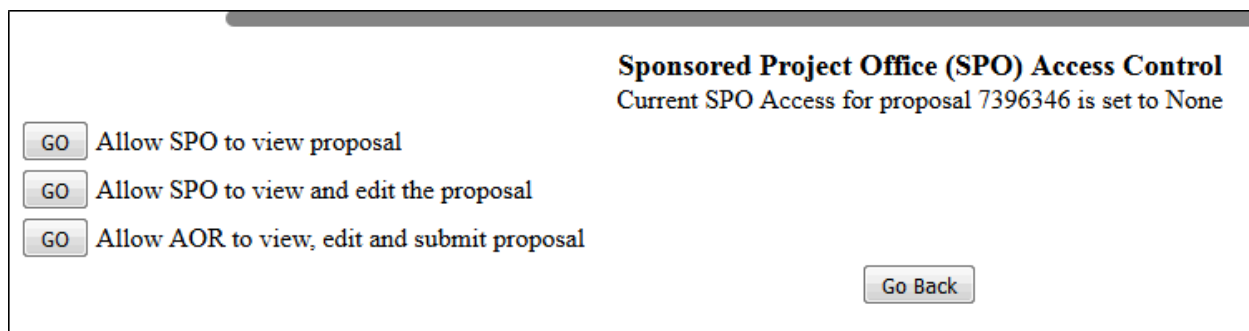 Sponsored Project Office (SPO) Access Control
Current SPO Access for proposal 7396346 is set to None
GO Allow SPO to view proposal
GO Allow SPO to view and edit the proposal
GO Allow AOR to view, edit and submit proposal
Go Back